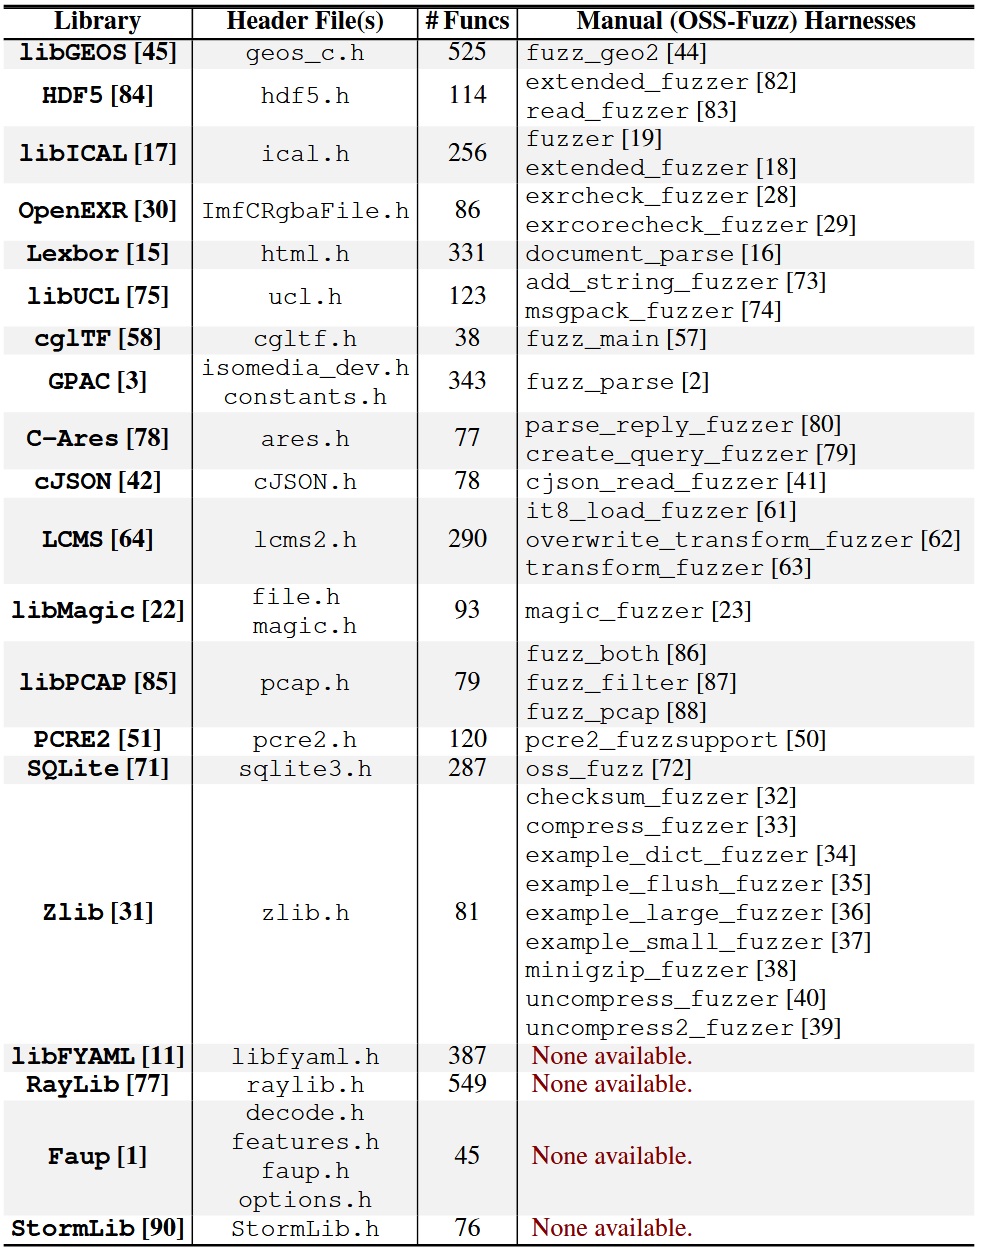 Library Header File(s) # Funcs Manual (OSS-Fuzz) Harnesses
libGEOS [45] geos_c.h 525 fuzz_geo2 [44]
HDF5 [84] hdf5.h 114 extended_fuzzer [82]
read_fuzzer [83]
libICAL [17] ical.h 256 fuzzer [19]
extended_fuzzer [18]
OpenEXR [30] ImfCRgbaFile.h 86 exrcheck_fuzzer [28]
exrcorecheck_fuzzer [29]
Lexbor [15] html.h 331 document_parse [16]
libUCL [75] ucl.h 123 add_string_fuzzer [73]
msgpack_fuzzer [74]
cglTF [58] cgltf.h 38 fuzz_main [57]
GPAC [3] isomedia_dev.h 343 fuzz_parse [2]
constants.h
C-Ares [78] ares.h 77 parse_reply_fuzzer [80]
create_query_fuzzer [79]
cJSON [42] cJSON.h 78 cjson_read_fuzzer [41]
LCMS [64] lcms2.h 290 it8_load_fuzzer [61]
overwrite_transform_fuzzer [62]
transform_fuzzer [63]
libMagic [22] file.h 93 magic_fuzzer [23]
magic.h
libPCAP [85] pcap.h 79 fuzz_both [86]
fuzz_filter [87]
fuzz_pcap [88]
PCRE2 [51] pcre2.h 120 pcre2_fuzzsupport [50]
SQLite [71] sqlite3.h 287 oss_fuzz [72]
Zlib [31] zlib.h 81 checksum_fuzzer [32]
compress_fuzzer [33]
example_dict_fuzzer [34]
example_flush_fuzzer [35]
example_large_fuzzer [36]
example_small_fuzzer [37]
minigzip_fuzzer [38]
uncompress_fuzzer [40]
uncompress2_fuzzer [39]
libFYAML [11] libfyaml.h 387 None available.
RayLib [77] raylib.h 549 None available.
Faup [1] decode.h 45 None available.
features.h
faup.h
options.h
StormLib [90] StormLib.h 76 None available.